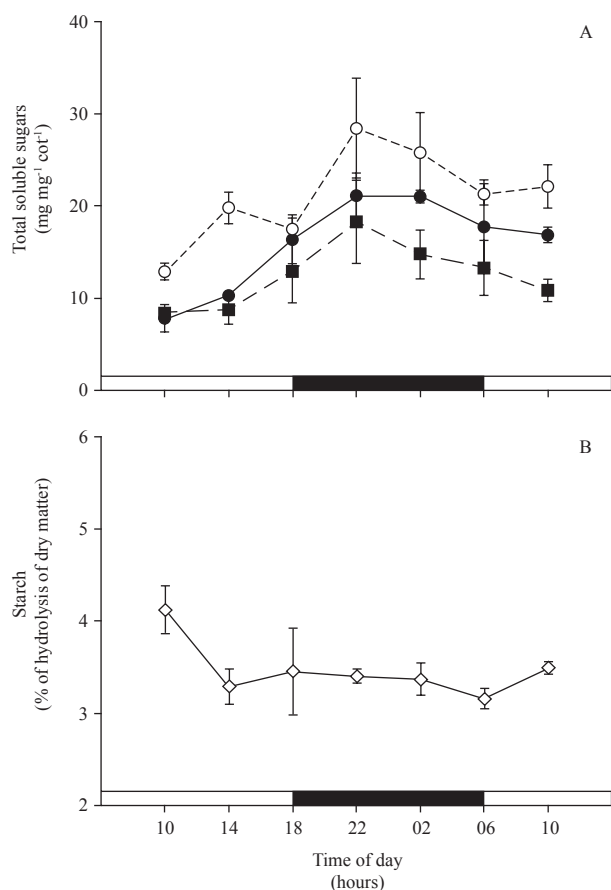 A
Total soluble sugars
(mg mg⁻¹ cot⁻¹)
40
30
20
10
0
B
Starch
(% of hydrolysis of dry matter)
6
5
4
3
2
10 14 18 22 02 06 10
Time of day
(hours)